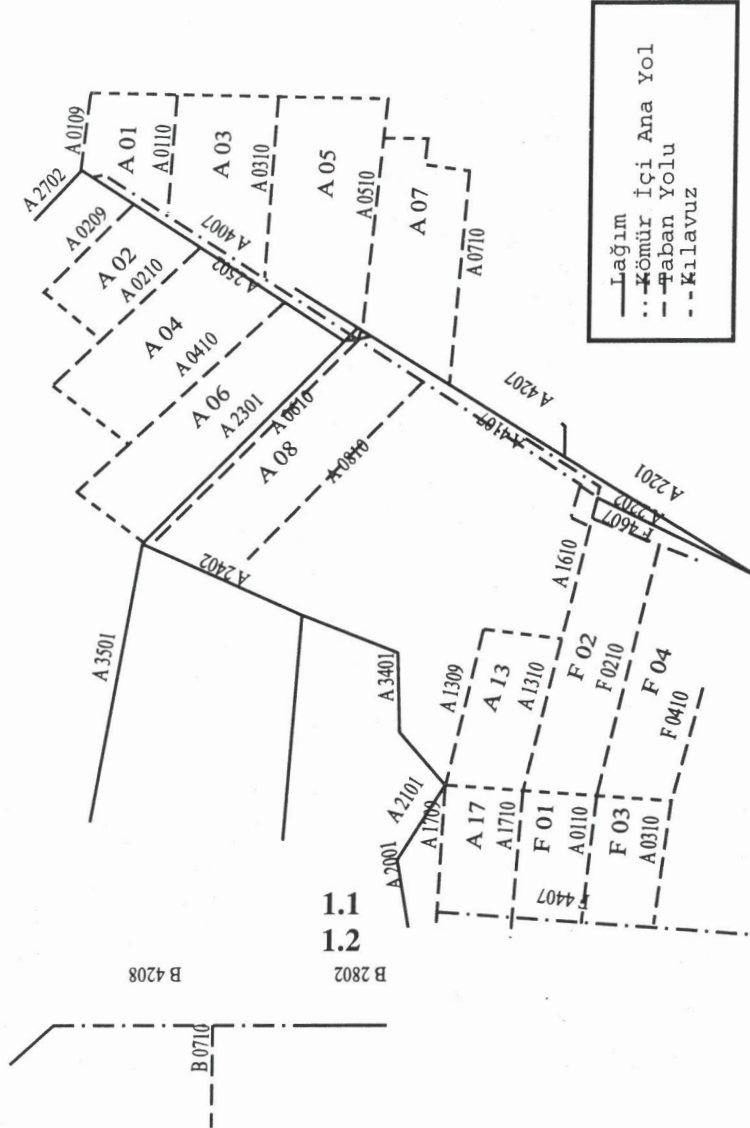 A 2702
A 0109
A 01
A 0110
A 03
A 0310
A 05
A 0510
A 07
A 0710
A 0209
A 02
A 0210
A 04
A 0410
A 06
A 2301
A 0610
A 08
A 0810
A 4007
A 2302
A 4207
A 4107
A 2201
A 2202
F 4607
A 2402
A 3501
A 3401
A 2101
A 2001
A 1709
A 17
A 1710
F 01
A 0110
F 03
A 0310
F 4407
A 1309
A 13
A 1310
A 1610
F 02
F 0210
F 04
F 0410
1.1
1.2
B 4208
B 2802
B 0710
Lağım
Kömür İçi Ana Yol
Taban Yolu
Kılavuz